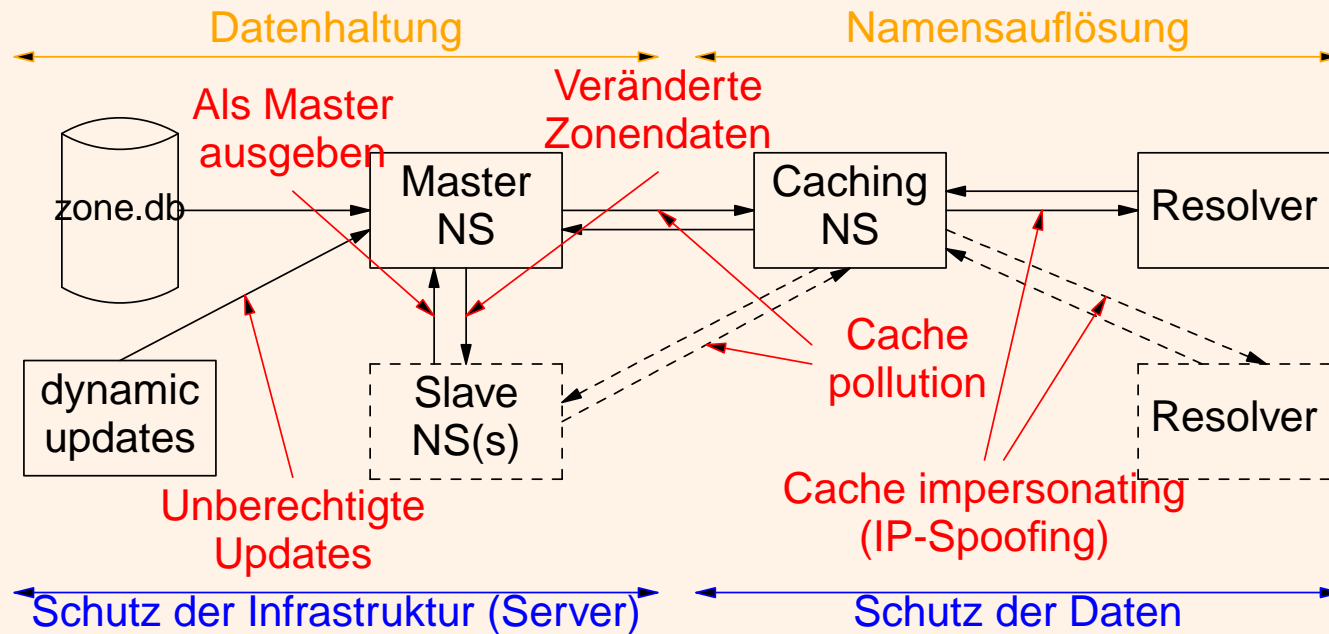 Datenhaltung
Namensauflösung
Als Master
ausgeben
Veränderte
Zonendaten
zone.db
Master
NS
Caching
NS
Resolver
dynamic
updates
Slave
NS(s)
Cache
pollution
Resolver
Unberechtigte
Updates
Cache impersonating
(IP-Spoofing)
Schutz der Infrastruktur (Server)
Schutz der Daten